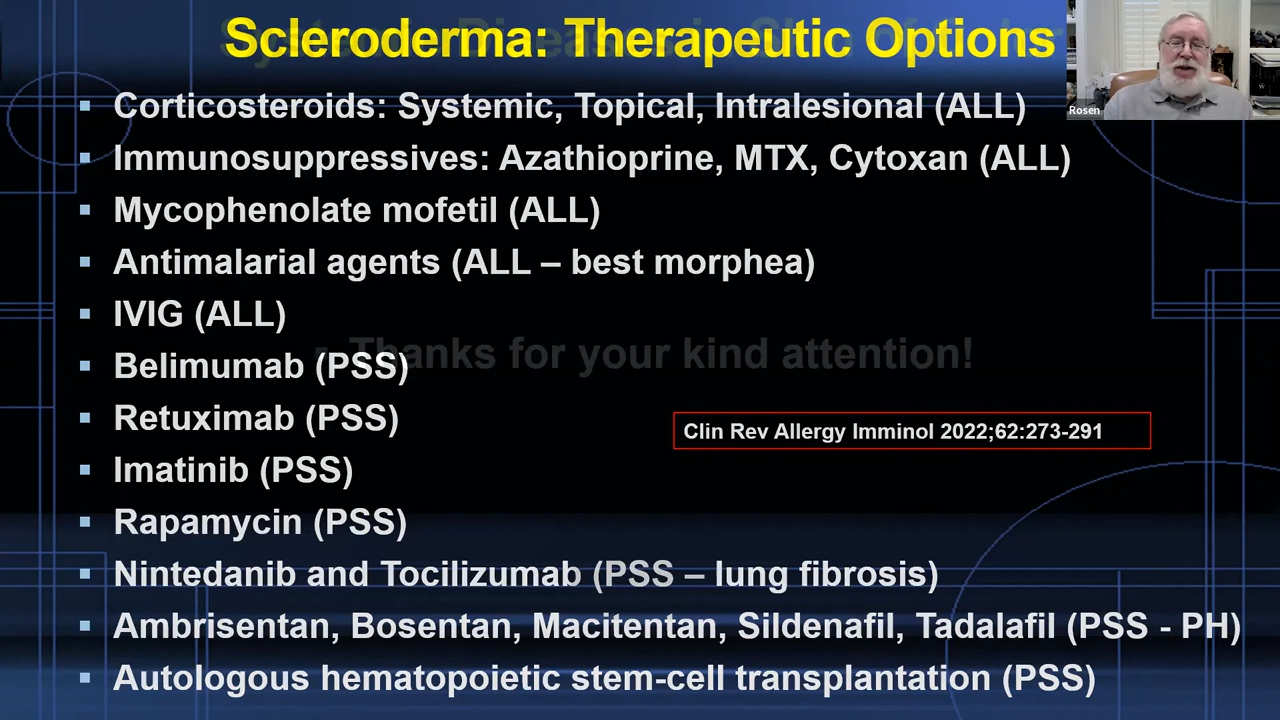 Scleroderma: Therapeutic Options
Rosen
▪ Corticosteroids: Systemic, Topical, Intralesional (ALL)
▪ Immunosuppressives: Azathioprine, MTX, Cytoxan (ALL)
▪ Mycophenolate mofetil (ALL)
▪ Antimalarial agents (ALL – best morphea)
▪ IVIG (ALL)
▪ Thanks for your kind attention!
▪ Belimumab (PSS)
▪ Retuximab (PSS)
Clin Rev Allergy Imminol 2022;62:273-291
▪ Imatinib (PSS)
▪ Rapamycin (PSS)
▪ Nintedanib and Tocilizumab (PSS – lung fibrosis)
▪ Ambrisentan, Bosentan, Macitentan, Sildenafil, Tadalafil (PSS - PH)
▪ Autologous hematopoietic stem-cell transplantation (PSS)